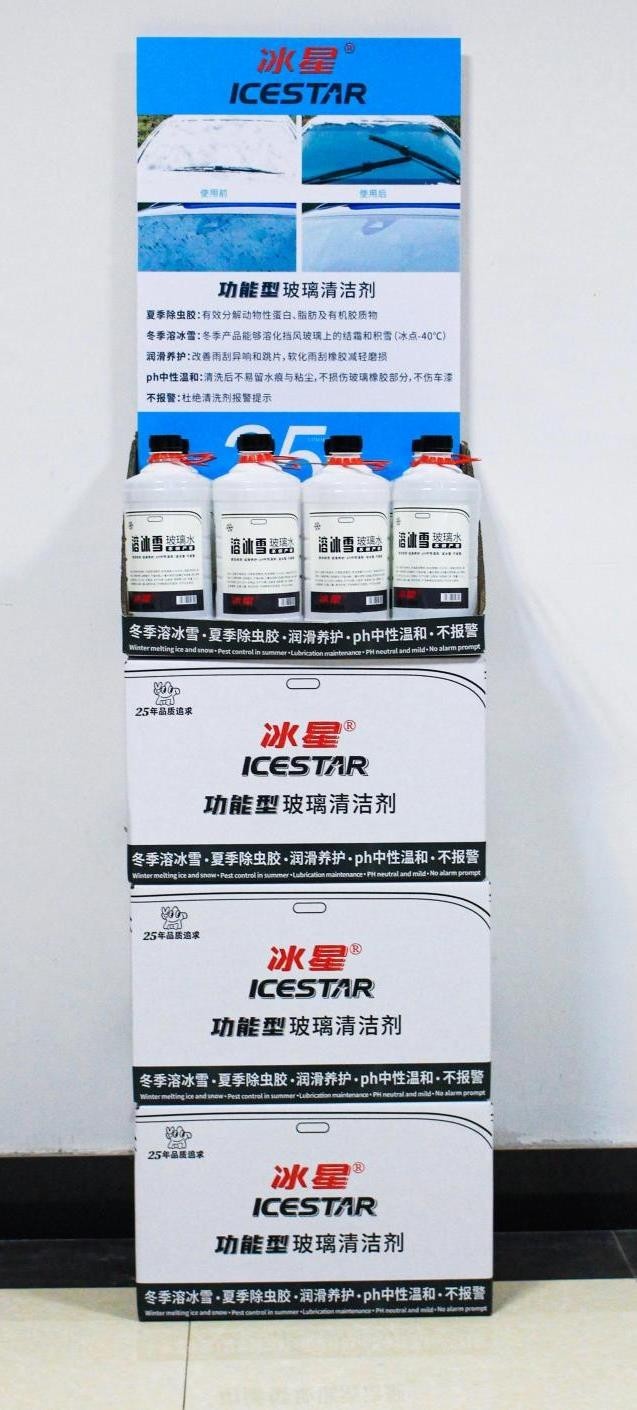 冰星®
ICESTAR
使用前 使用后
功能型玻璃清洁剂
夏季除虫胶:有效分解动物性蛋白、脂肪及有机胶质物
冬季溶冰雪:冬季产品能够溶化挡风玻璃上的结霜和积雪(冰点-40℃)
润滑养护:改善雨刮异响和跳片,软化雨刮橡胶减轻磨损
ph中性温和:清洗后不易留水痕与粘尘,不损伤玻璃橡胶部分,不伤车漆
不报警:杜绝清洗剂报警提示
25
溶冰雪 玻璃水 溶冰雪 玻璃水 溶冰雪 玻璃水 溶冰雪 玻璃水
冰星 冰星 冰星 冰星
冬季溶冰雪·夏季除虫胶·润滑养护·ph中性温和·不报警
Winter melting ice and snow•Pest control in summer•Lubrication maintenance•PH neutral and mild•No alarm prompt
25年品质追求
冰星®
ICESTAR
功能型玻璃清洁剂
冬季溶冰雪·夏季除虫胶·润滑养护·ph中性温和·不报警
Winter melting ice and snow•Pest control in summer•Lubrication maintenance•PH neutral and mild•No alarm prompt
25年品质追求
冰星®
ICESTAR
功能型玻璃清洁剂
冬季溶冰雪·夏季除虫胶·润滑养护·ph中性温和·不报警
Winter melting ice and snow•Pest control in summer•Lubrication maintenance•PH neutral and mild•No alarm prompt
25年品质追求
冰星®
ICESTAR
功能型玻璃清洁剂
冬季溶冰雪·夏季除虫胶·润滑养护·ph中性温和·不报警
Winter melting ice and snow•Pest control in summer•Lubrication maintenance•PH neutral and mild•No alarm prompt